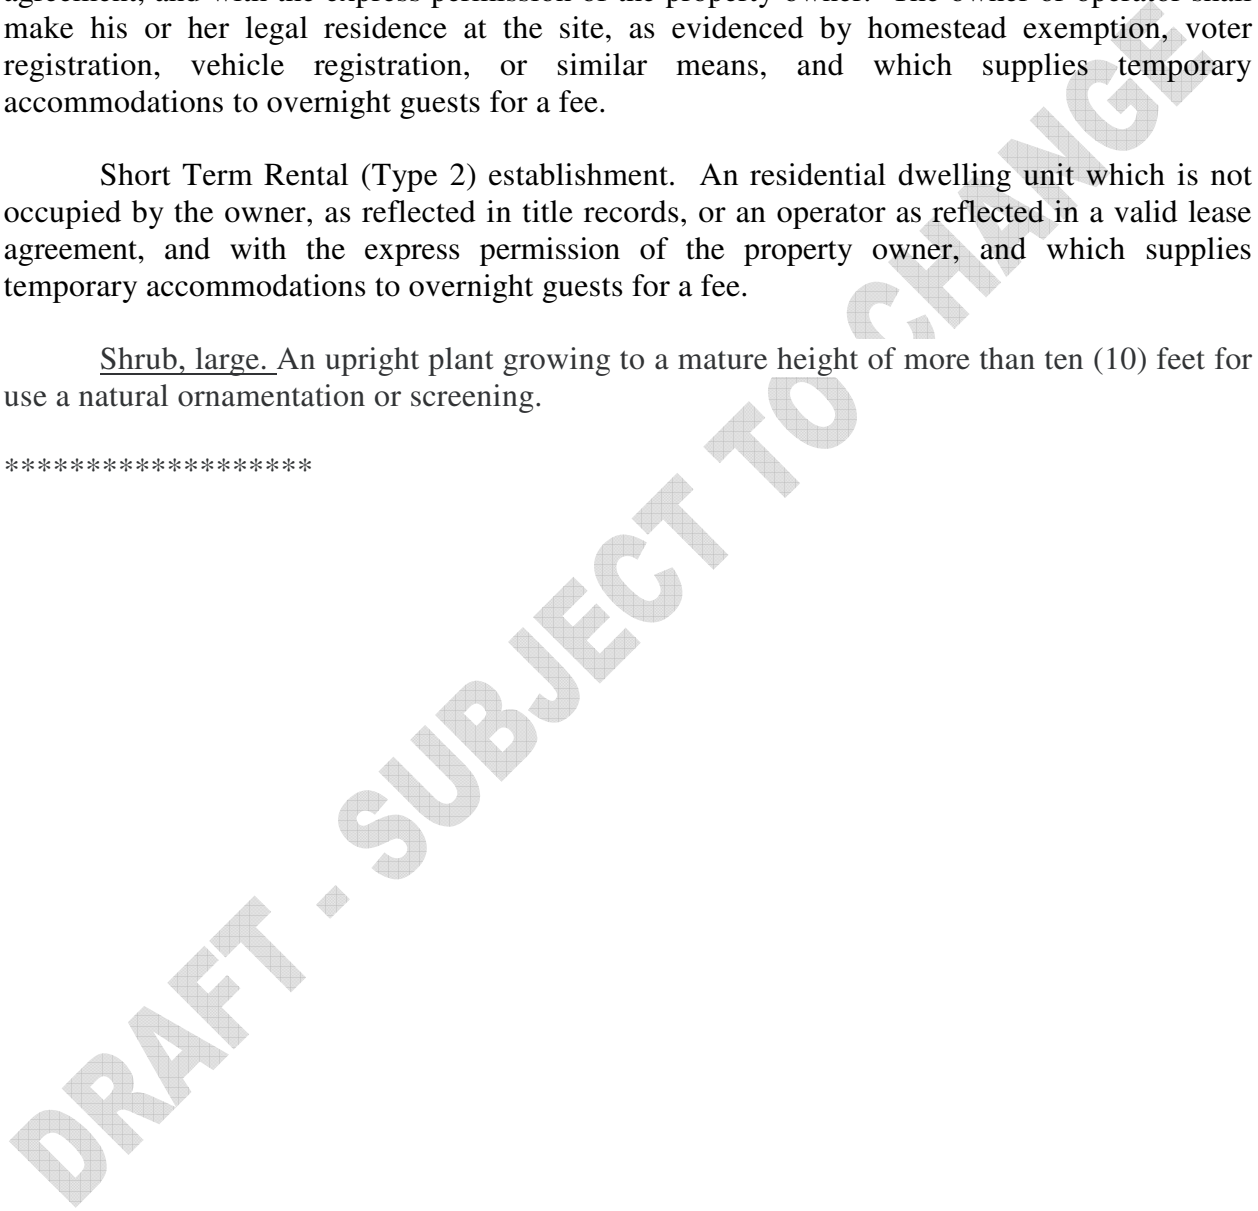 agreement, and with the express permission of the property owner. The owner or operator shall
make his or her legal residence at the site, as evidenced by homestead exemption, voter
registration, vehicle registration, or similar means, and which supplies temporary
accommodations to overnight guests for a fee.
Short Term Rental (Type 2) establishment. An residential dwelling unit which is not
occupied by the owner, as reflected in title records, or an operator as reflected in a valid lease
agreement, and with the express permission of the property owner, and which supplies
temporary accommodations to overnight guests for a fee.
Shrub, large. An upright plant growing to a mature height of more than ten (10) feet for
use a natural ornamentation or screening.
*******************
DRAFT - SUBJECT TO CHANGE